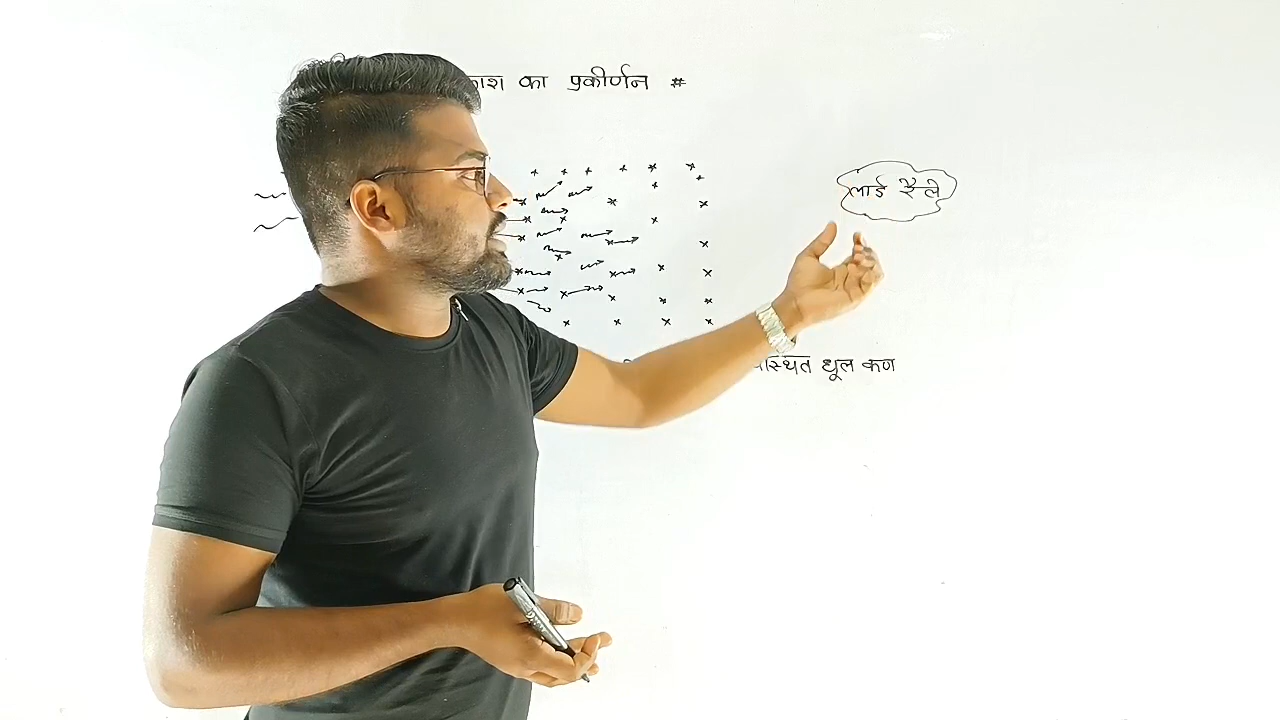 का प्रकीर्णन #
लार्ड रैले
धूल कण